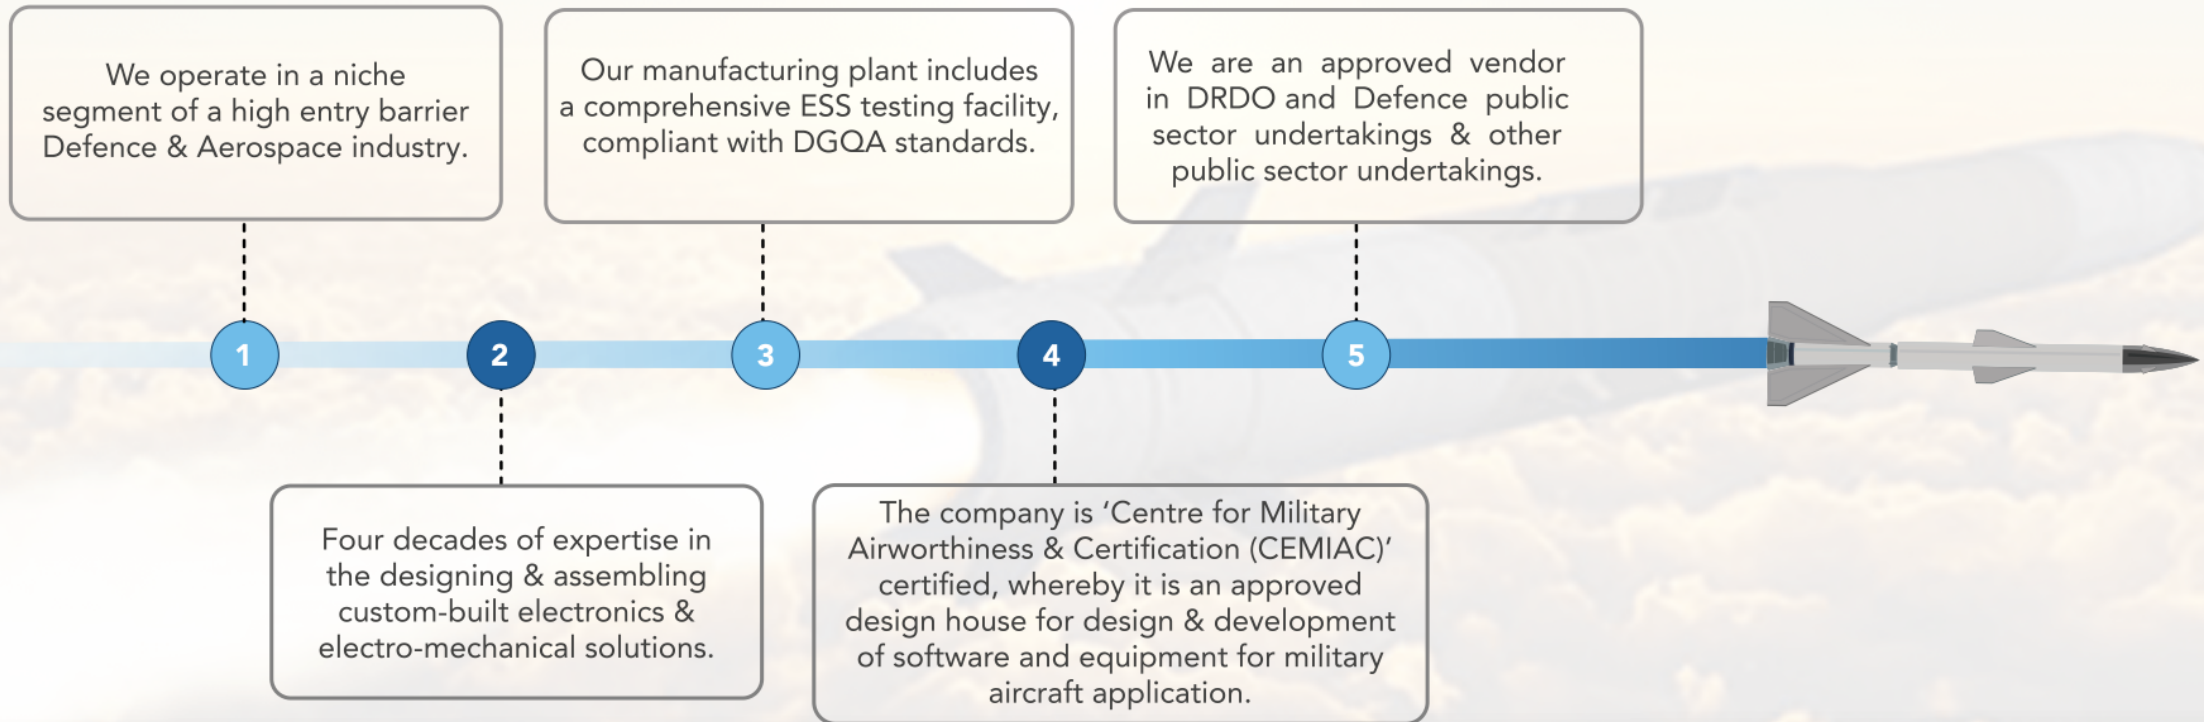 We operate in a niche
segment of a high entry barrier
Defence & Aerospace industry.
Our manufacturing plant includes
a comprehensive ESS testing facility,
compliant with DGQA standards.
We are an approved vendor
in DRDO and Defence public
sector undertakings & other
public sector undertakings.
1
2
3
4
5
Four decades of expertise in
the designing & assembling
custom-built electronics &
electro-mechanical solutions.
The company is ‘Centre for Military
Airworthiness & Certification (CEMIAC)’
certified, whereby it is an approved
design house for design & development
of software and equipment for military
aircraft application.